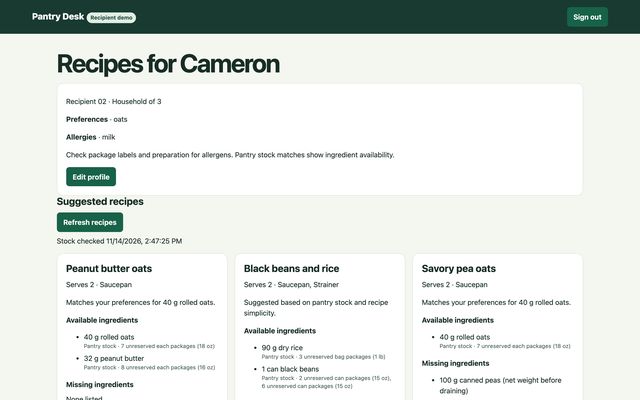 Pantry Desk Recipient demo Sign out
Recipes for Cameron
Recipient 02 · Household of 3
Preferences · oats
Allergies · milk
Check package labels and preparation for allergens. Pantry stock matches show ingredient availability.
Edit profile
Suggested recipes
Refresh recipes
Stock checked 11/14/2026, 2:47:25 PM
Peanut butter oats
Serves 2 · Saucepan
Matches your preferences for 40 g rolled oats.
Available ingredients
• 40 g rolled oats
Pantry stock · 7 unreserved each packages (18 oz)
• 32 g peanut butter
Pantry stock · 8 unreserved each packages (16 oz)
Missing ingredients
None listed
Black beans and rice
Serves 2 · Saucepan, Strainer
Suggested based on pantry stock and recipe
simplicity.
Available ingredients
• 90 g dry rice
Pantry stock · 3 unreserved bag packages (1 lb)
• 1 can black beans
Pantry stock · 2 unreserved can packages (15 oz),
6 unreserved can packages (15 oz)
Savory pea oats
Serves 2 · Saucepan
Matches your preferences for 40 g rolled oats.
Available ingredients
• 40 g rolled oats
Pantry stock · 7 unreserved each packages (18 oz)
Missing ingredients
• 100 g canned peas (net weight before
draining)